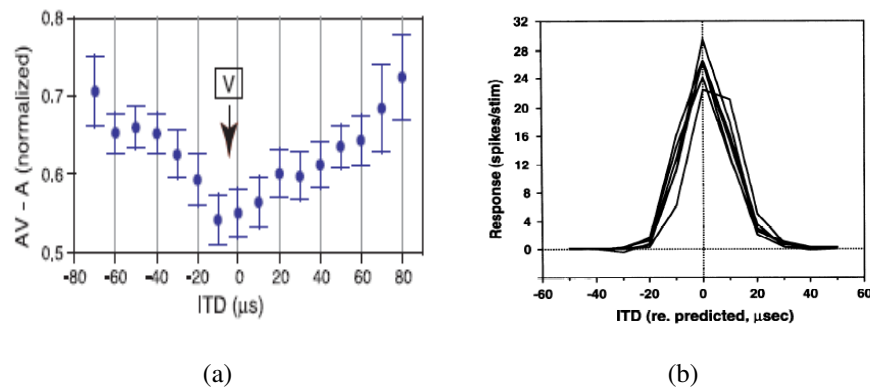 0.8
0.7
0.6
0.5
AV - A (normalized)
V
-80 -60 -40 -20 0 20 40 60 80
ITD (μs)
(a)
32
28
24
20
16
12
8
4
0
Response (spikes/stim)
-60 -40 -20 0 20 40 60
ITD (re. predicted, μsec)
(b)